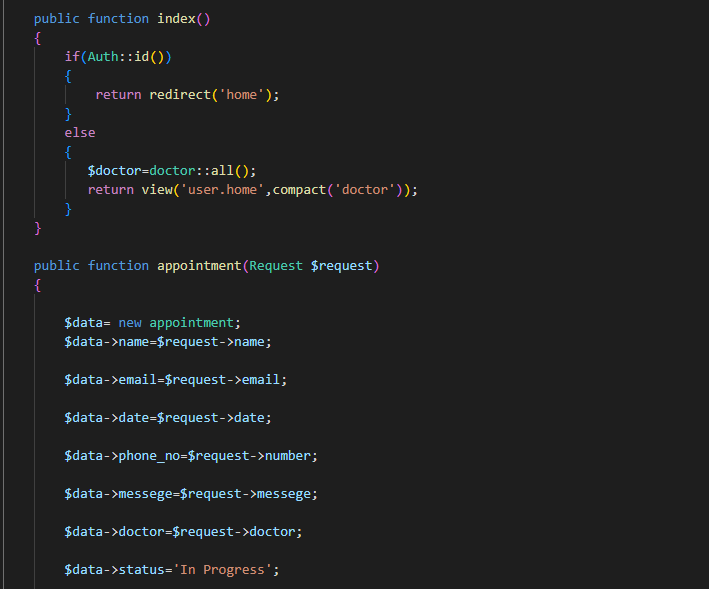 public function index()
{
if(Auth::id())
{
return redirect('home');
}
else
{
$doctor=doctor::all();
return view('user.home',compact('doctor'));
}
}
public function appointment(Request $request)
{
$data= new appointment;
$data->name=$request->name;
$data->email=$request->email;
$data->date=$request->date;
$data->phone_no=$request->number;
$data->messege=$request->messege;
$data->doctor=$request->doctor;
$data->status='In Progress';